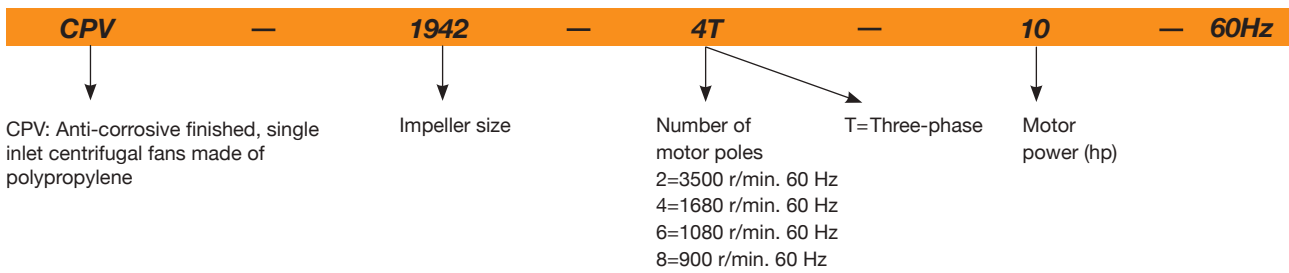 CPV — 1942 — 4T — 10 — 60Hz
CPV: Anti-corrosive finished, single
inlet centrifugal fans made of
polypropylene
Impeller size
Number of
motor poles
2=3500 r/min. 60 Hz
4=1680 r/min. 60 Hz
6=1080 r/min. 60 Hz
8=900 r/min. 60 Hz
T=Three-phase
Motor
power (hp)